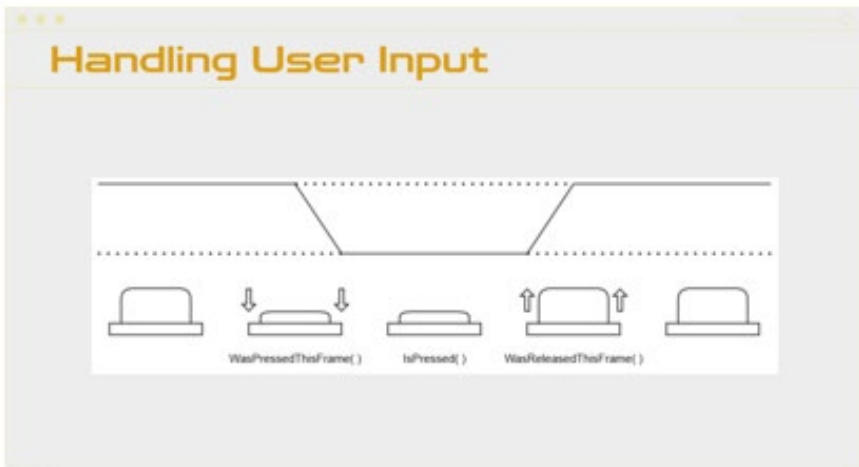 Handling User Input
WasPressedThisFrame( ) IsPressed( ) WasReleasedThisFrame( )